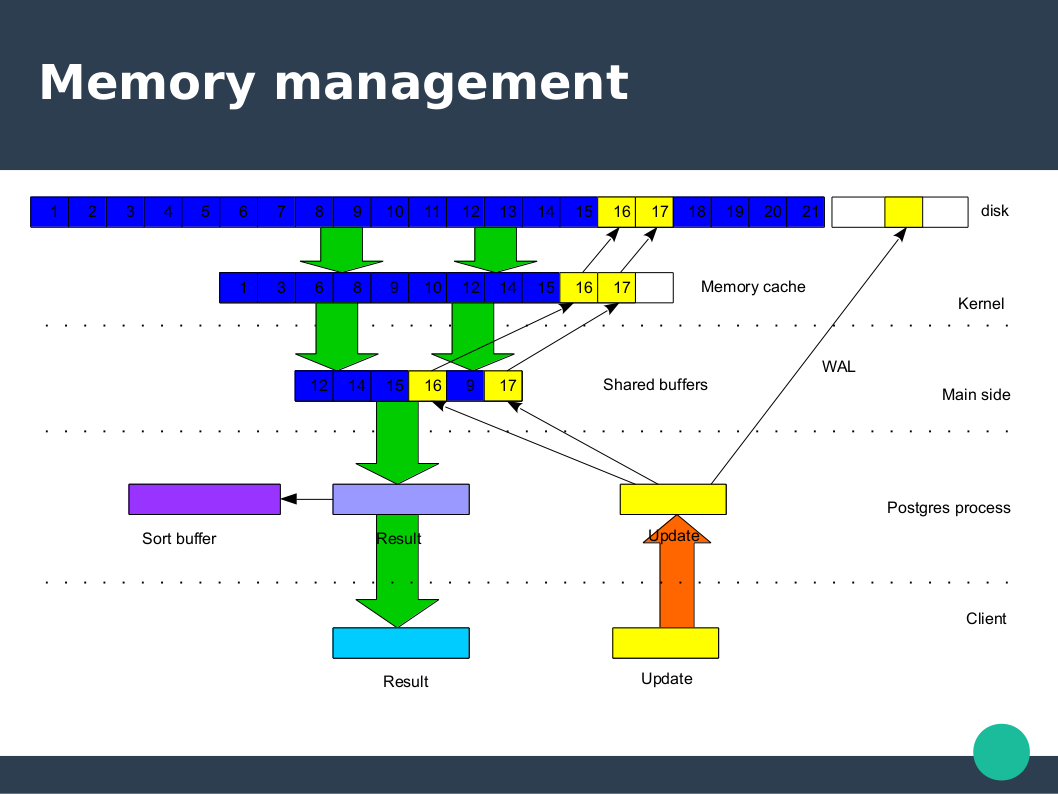 Memory management
1 2 3 4 5 6 7 8 9 10 11 12 13 14 15 16 17 18 19 20 21 disk
1 3 6 8 9 10 12 14 15 16 17 Memory cache
Kernel
WAL
12 14 15 16 9 17 Shared buffers
Main side
Postgres process
Sort buffer Result Update
Client
Result Update